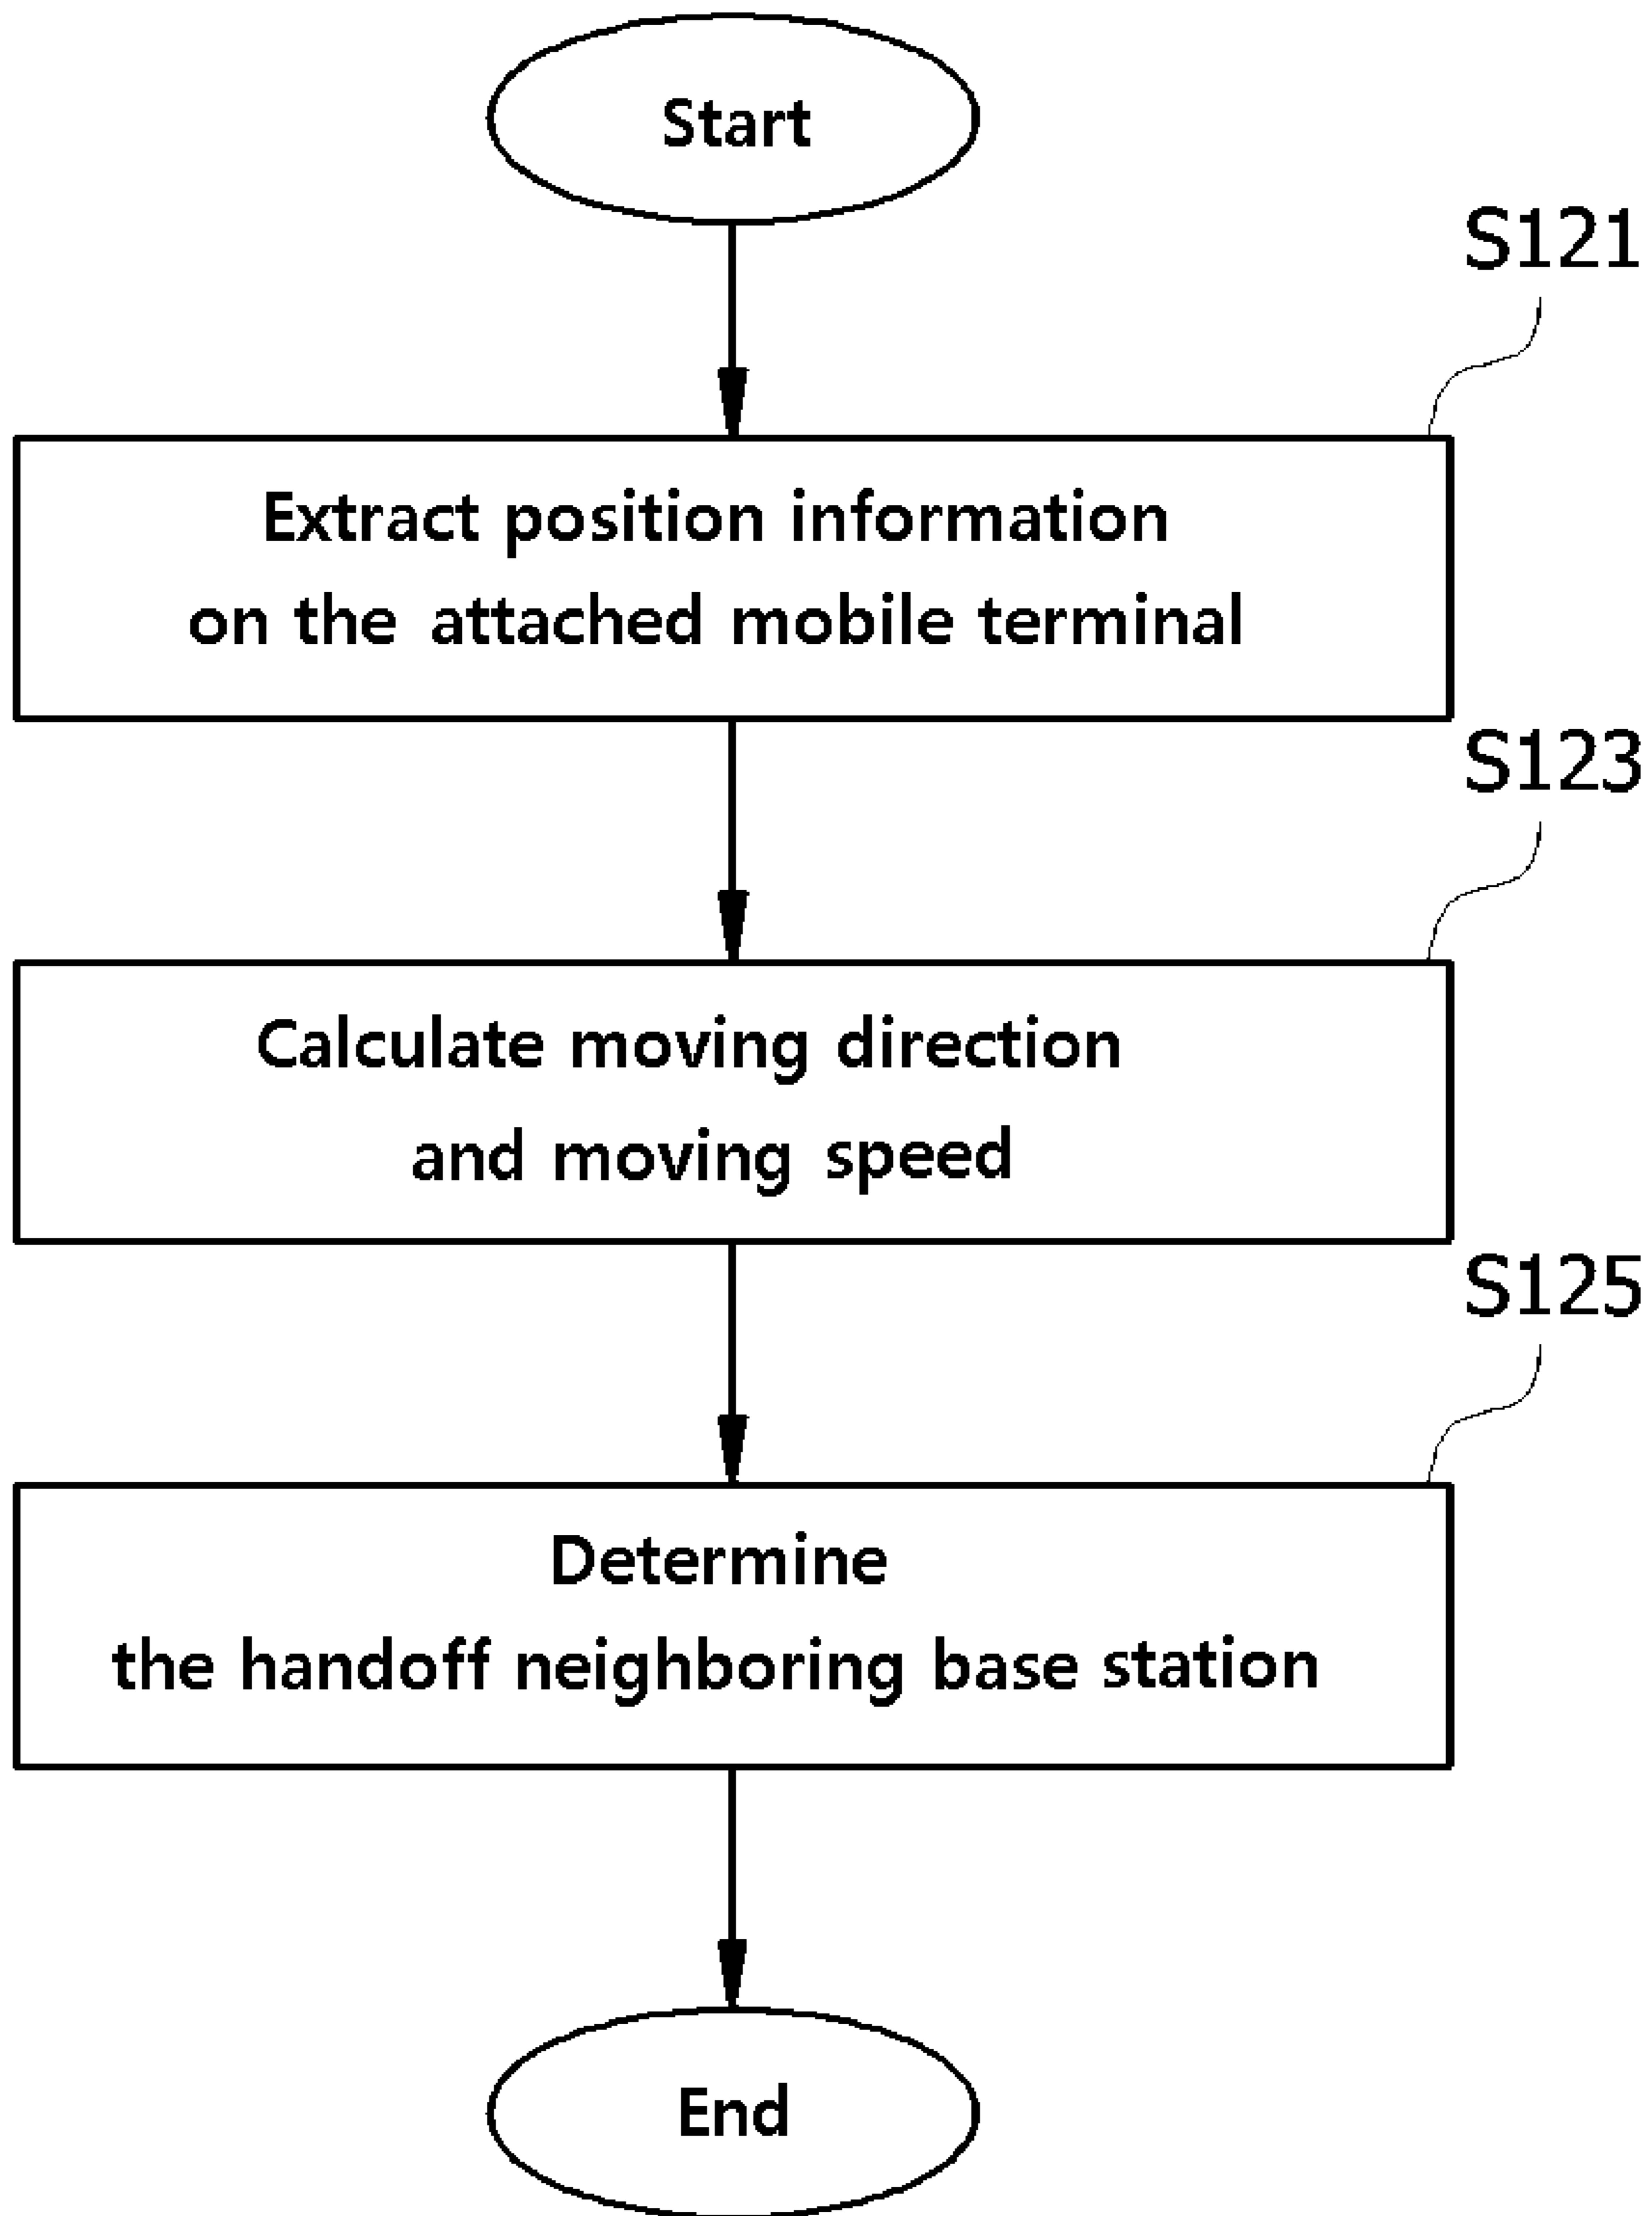 Start
S121
Extract position information
on the attached mobile terminal
S123
Calculate moving direction
and moving speed
S125
Determine
the handoff neighboring base station
End